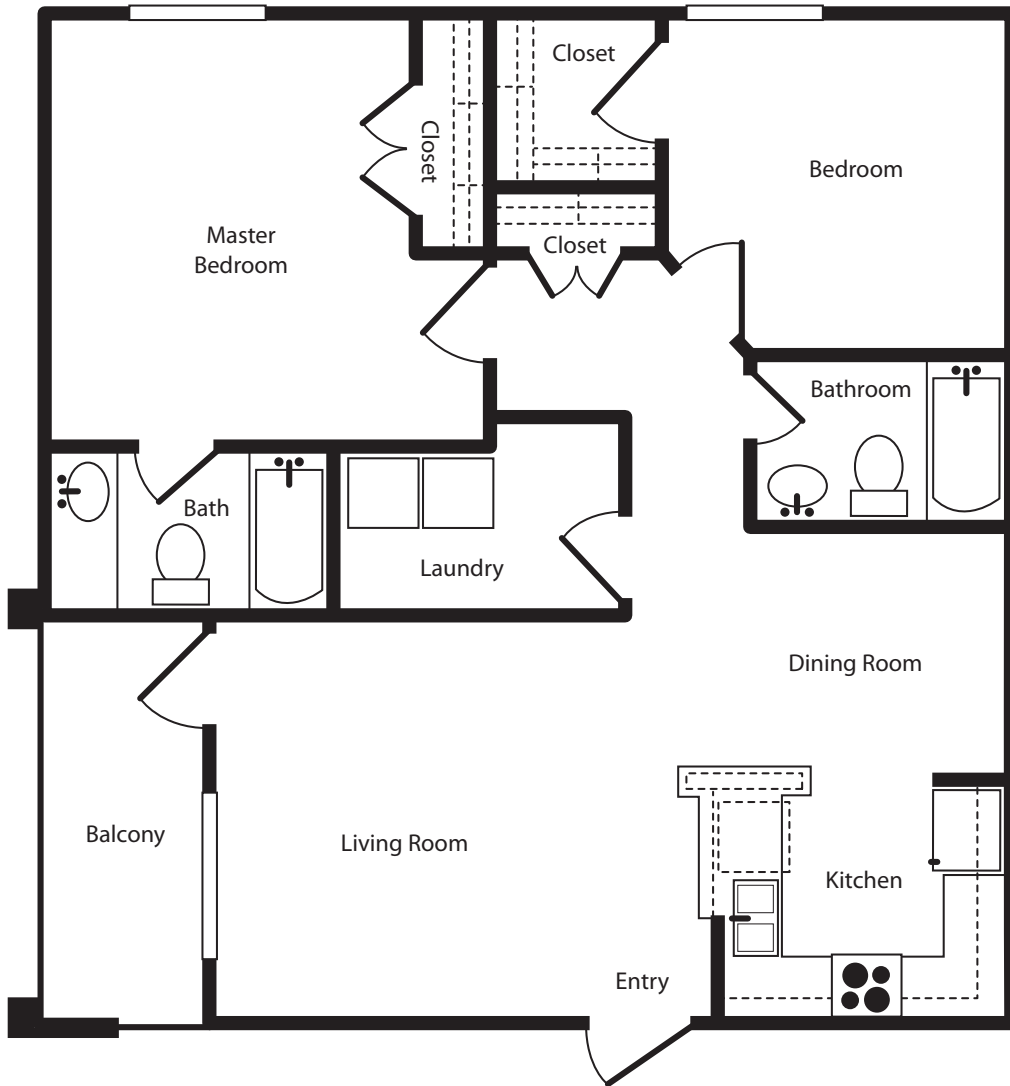 Closet
Closet
Bedroom
Master
Bedroom
Closet
Bathroom
Bath
Laundry
Dining Room
Balcony
Living Room
Kitchen
Entry